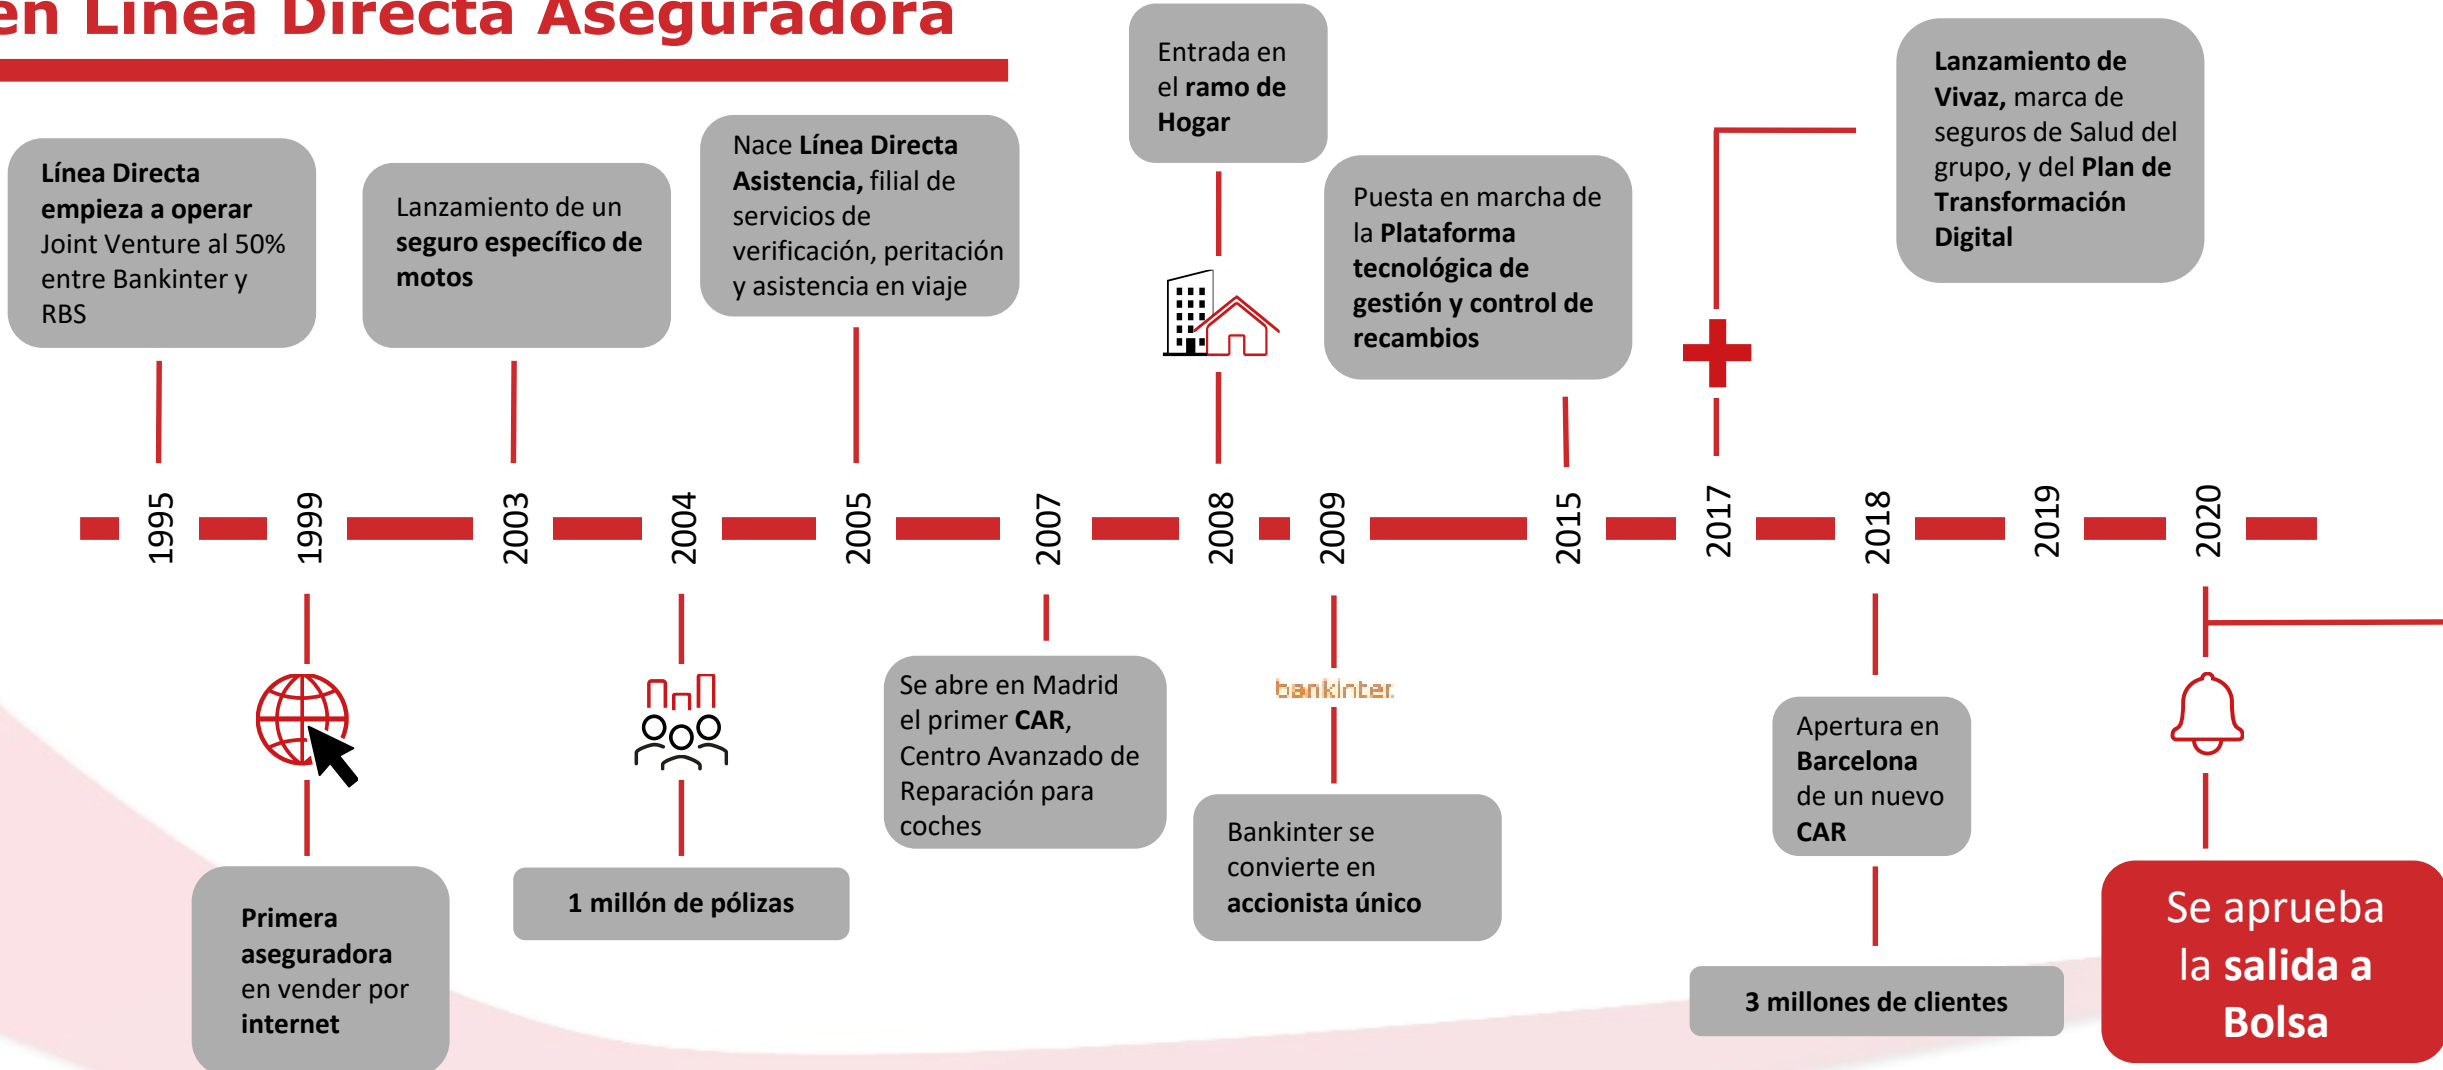 en Línea Directa Aseguradora
Línea Directa
empieza a operar
Joint Venture al 50%
entre Bankinter y
RBS
Lanzamiento de un
seguro específico de
motos
Nace Línea Directa
Asistencia, filial de
servicios de
verificación, peritación
y asistencia en viaje
Entrada en
el ramo de
Hogar
Puesta en marcha de
la Plataforma
tecnológica de
gestión y control de
recambios
Lanzamiento de
Vivaz, marca de
seguros de Salud del
grupo, y del Plan de
Transformación
Digital
1995
1999
2003
2004
2005
2007
2008
2009
2015
2017
2018
2019
2020
Primera
aseguradora
en vender por
internet
1 millón de pólizas
Se abre en Madrid
el primer CAR,
Centro Avanzado de
Reparación para
coches
bankinter.
Bankinter se
convierte en
accionista único
Apertura en
Barcelona
de un nuevo
CAR
3 millones de clientes
Se aprueba
la salida a
Bolsa